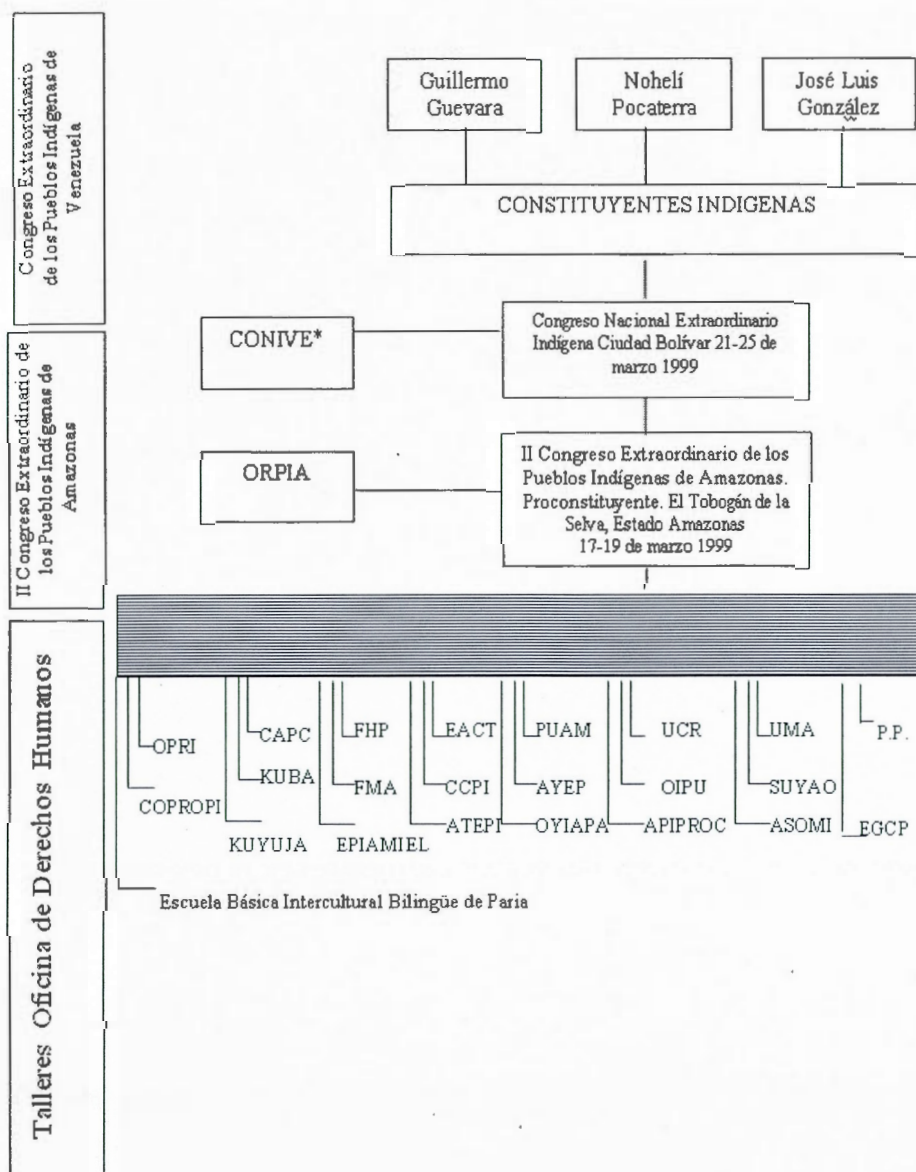 Congreso Extraordinario
de los Pueblos Indígenas de
Venezuela
II Congreso Extraordinario de
los Pueblos Indígenas de
Amazonas
Talleres Oficina de Derechos Humanos
Guillermo
Guevara
Nohelí
Pocaterra
José Luis
González
CONSTITUYENTES INDIGENAS
CONIVE*
Congreso Nacional Extraordinario
Indígena Ciudad Bolívar 21-25 de
marzo 1999
ORPIA
II Congreso Extraordinario de los
Pueblos Indígenas de Amazonas.
Proconstituyente. El Tobogán de la
Selva, Estado Amazonas
17-19 de marzo 1999
OPRI
CAPC
FHP
EACT
PUAM
UCR
UMA
P.P.
COPROPI
KUBA
FMA
CCPI
AYEP
OIPU
SUYAO
KUYUJA
EPIAMIEL
ATEPI
OYIAPA
APIPROC
ASOMI
EGCP
Escuela Básica Intercultural Bilingüe de Paria